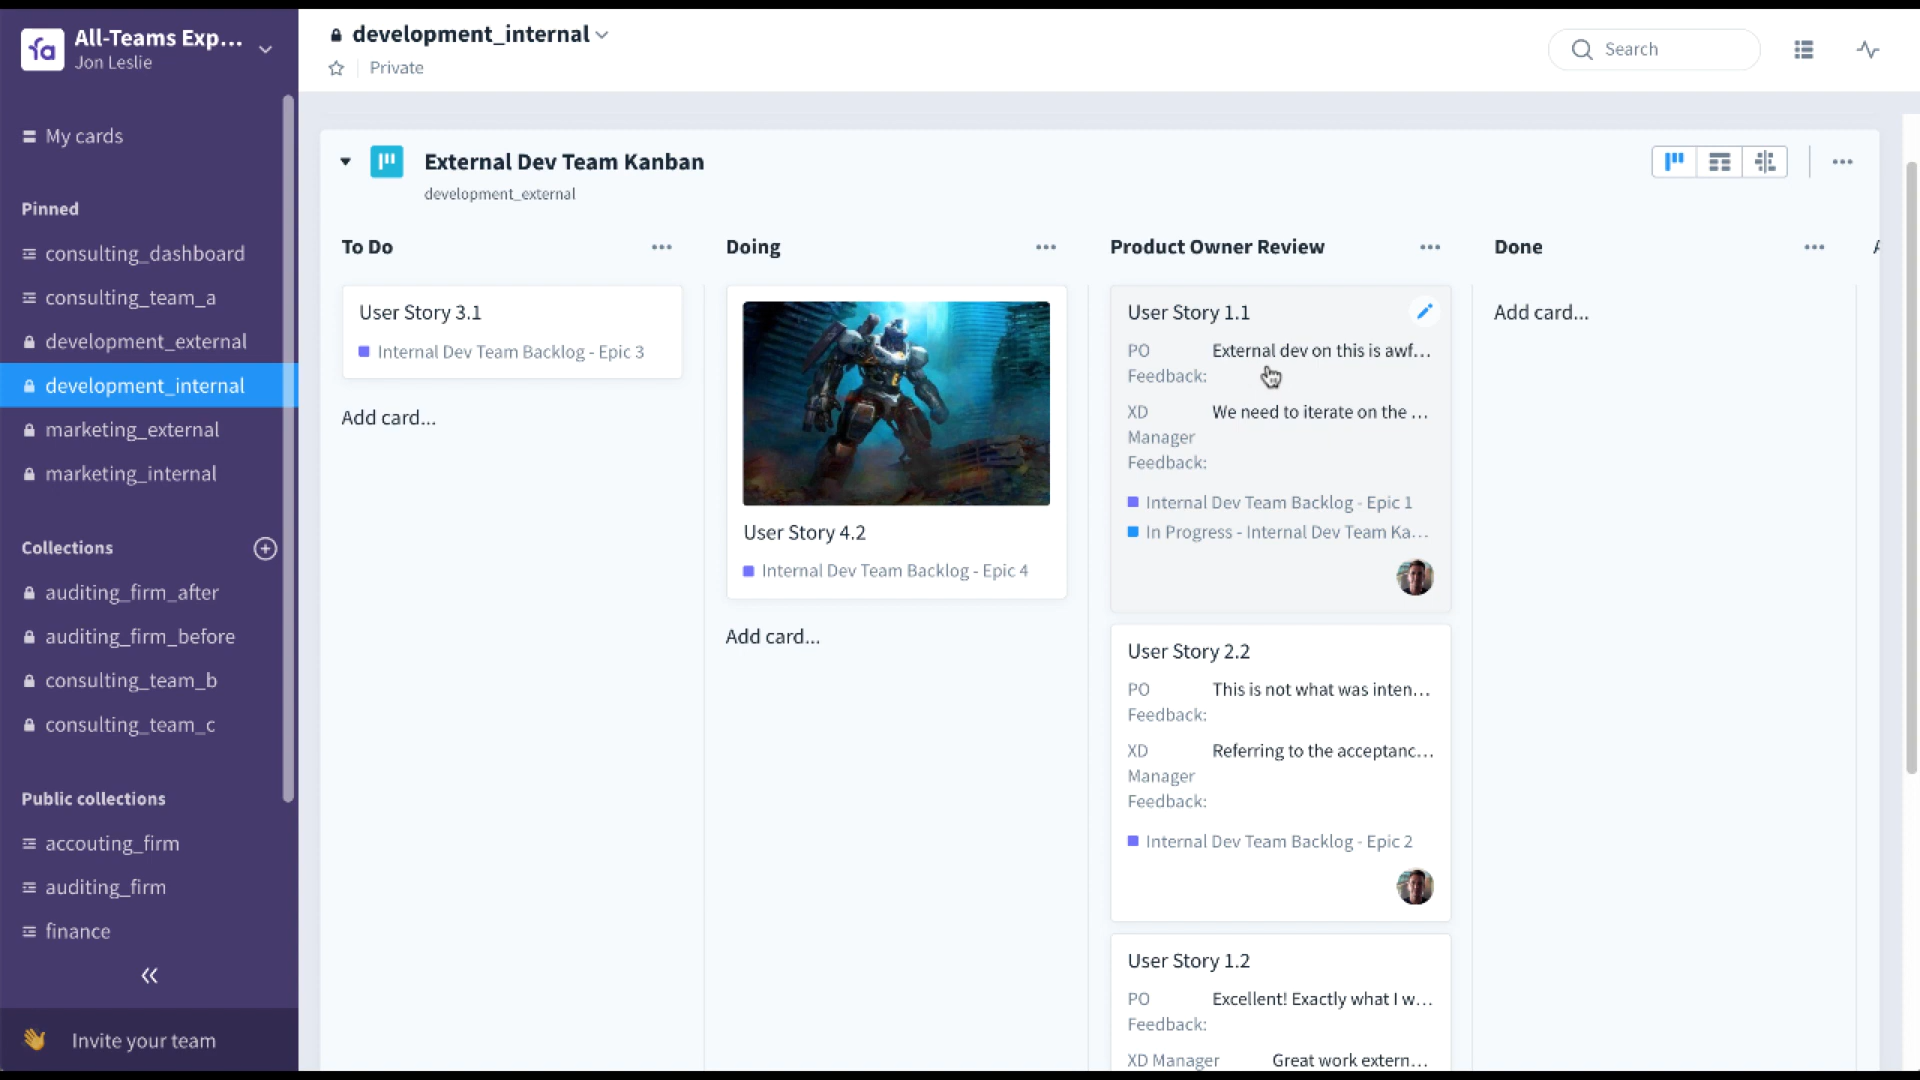 All-Teams Exp...
Jon Leslie
My cards
Pinned
consulting_dashboard
consulting_team_a
development_external
development_internal
marketing_external
marketing_internal
Collections
auditing_firm_after
auditing_firm_before
consulting_team_b
consulting_team_c
Public collections
accouting_firm
auditing_firm
finance
Invite your team
development_internal
Private
Search
External Dev Team Kanban
development_external
To Do
User Story 3.1
Internal Dev Team Backlog - Epic 3
Add card...
Doing
User Story 4.2
Internal Dev Team Backlog - Epic 4
Add card...
Product Owner Review
User Story 1.1
PO Feedback: External dev on this is awf...
XD Manager Feedback: We need to iterate on the ...
Internal Dev Team Backlog - Epic 1
In Progress - Internal Dev Team Ka...
User Story 2.2
PO Feedback: This is not what was inten...
XD Manager Feedback: Referring to the acceptanc...
Internal Dev Team Backlog - Epic 2
User Story 1.2
PO Feedback: Excellent! Exactly what I w...
XD Manager Great work extern...
Done
Add card...